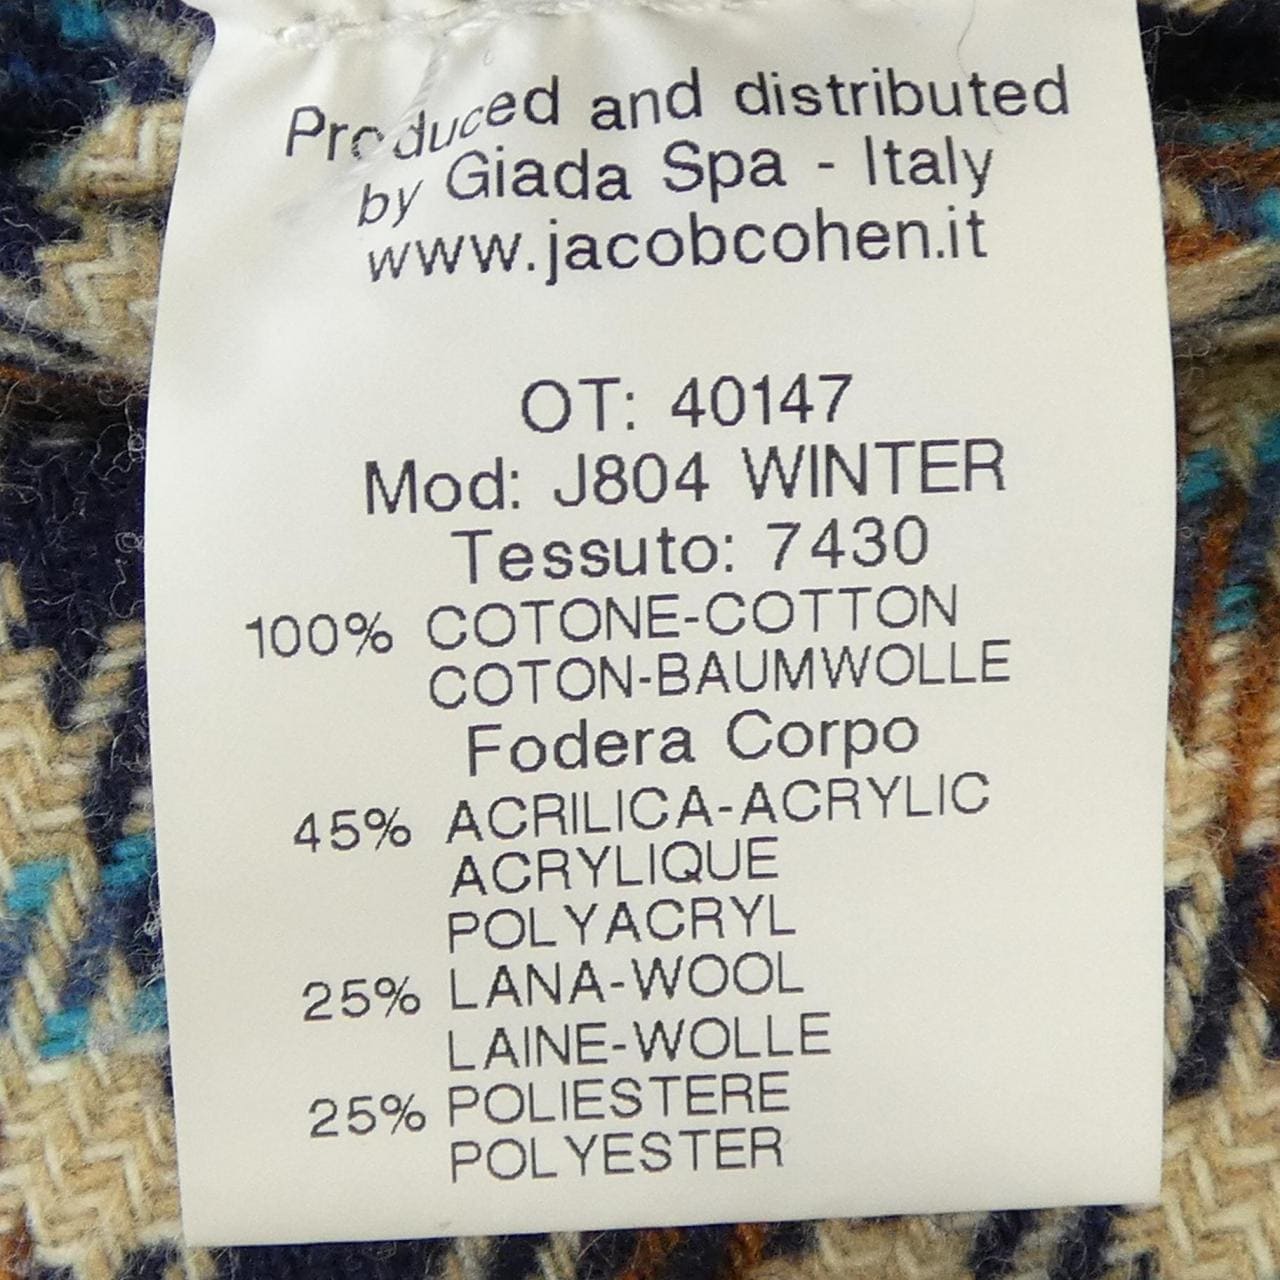 Produced and distributed
by Giada Spa - Italy
www.jacobcohen.it
OT: 40147
Mod: J804 WINTER
Tessuto: 7430
100% COTONE-COTTON
COTON-BAUMWOLLE
Fodera Corpo
45% ACRILICA-ACRYLIC
ACRYLIQUE
POLYACRYL
25% LANA-WOOL
LAINE-WOLLE
25% POLIESTERE
POLYESTER